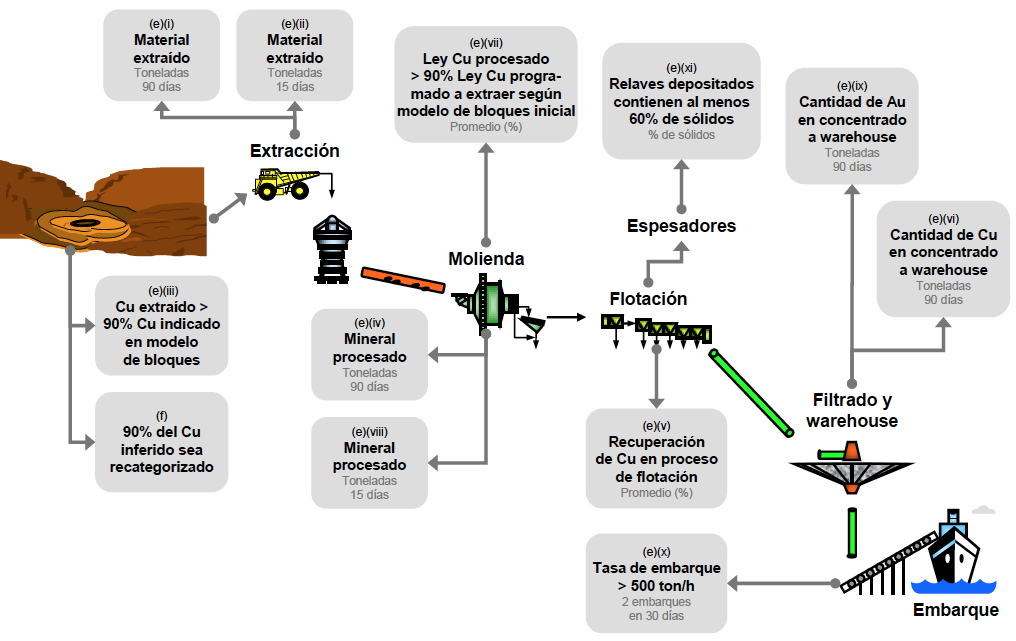 (e)(i)
Material
extraído
Toneladas
90 días
(e)(ii)
Material
extraído
Toneladas
15 días
(e)(vii)
Ley Cu procesado
> 90% Ley Cu progra-
mado a extraer según
modelo de bloques inicial
Promedio (%)
(e)(xi)
Relaves depositados
contienen al menos
60% de sólidos
% de sólidos
(e)(ix)
Cantidad de Au
en concentrado
a warehouse
Toneladas
90 días
Extracción
(e)(vi)
Cantidad de Cu
en concentrado
a warehouse
Toneladas
90 días
Espesadores
Molienda
Flotación
(e)(iii)
Cu extraído >
90% Cu indicado
en modelo
de bloques
(e)(iv)
Mineral
procesado
Toneladas
90 días
(f)
90% del Cu
inferido sea
recategorizado
(e)(viii)
Mineral
procesado
Toneladas
15 días
(e)(v)
Recuperación
de Cu en proceso
de flotación
Promedio (%)
Filtrado y
warehouse
(e)(x)
Tasa de embarque
> 500 ton/h
2 embarques
en 30 días
Embarque